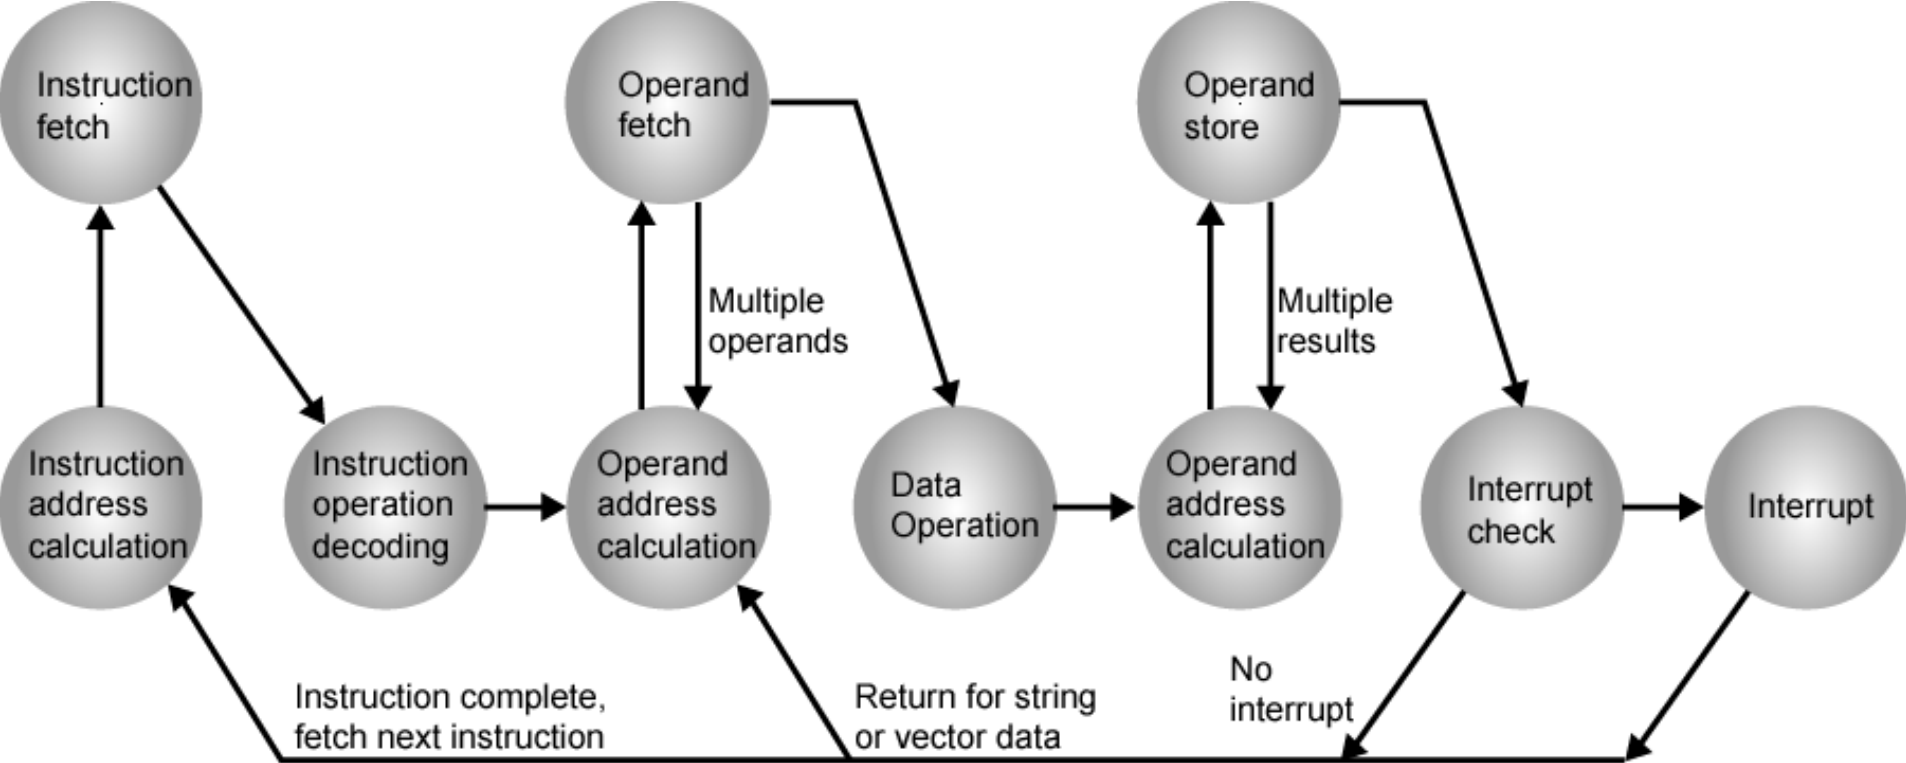 Instruction
fetch
Operand
fetch
Operand
store
Multiple
operands
Multiple
results
Instruction
address
calculation
Instruction
operation
decoding
Operand
address
calculation
Data
Operation
Operand
address
calculation
Interrupt
check
Interrupt
Instruction complete,
fetch next instruction
Return for string
or vector data
No
interrupt